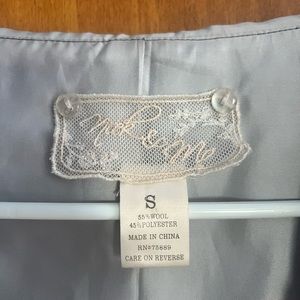 S
55% WOOL
45% POLYESTER
MADE IN CHINA
RN#75889
CARE ON REVERSE